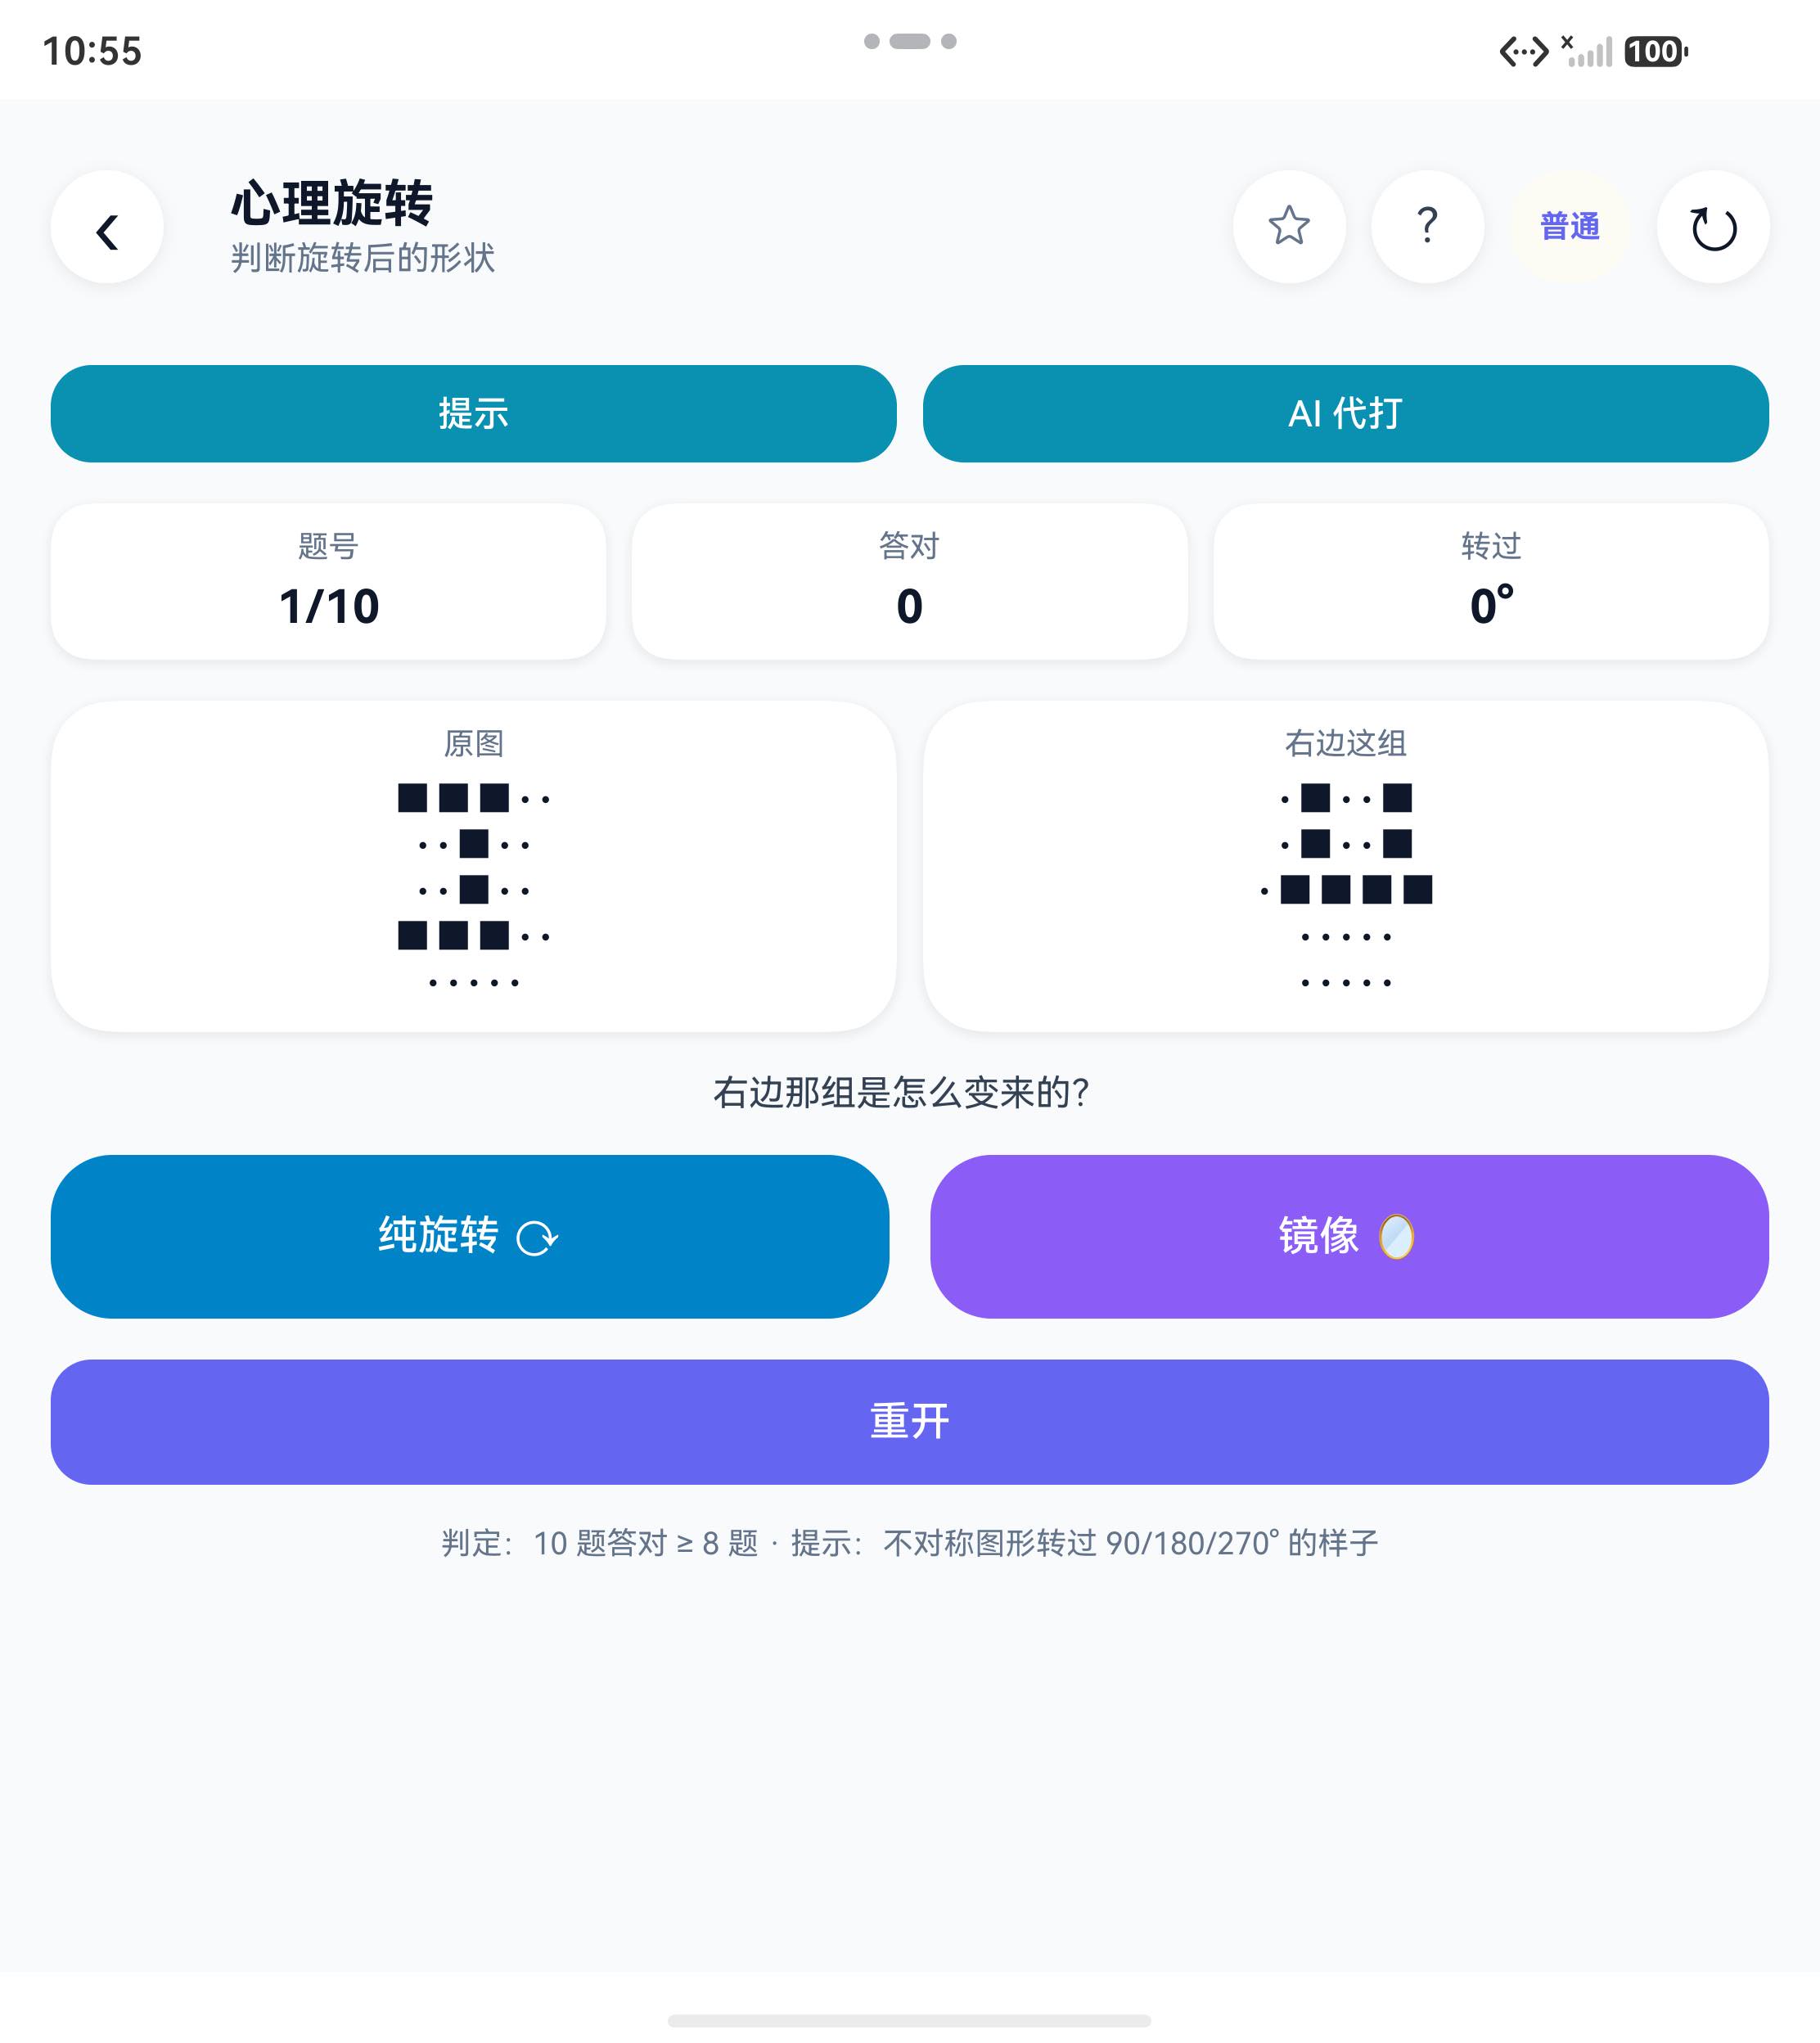 10:55
100
心理旋转
判断旋转后的形状
?
普通
提示
AI 代打
题号
答对
转过
1/10
0
0°
原图
■ ■ ■ · ·
· · ■ · ·
· · ■ · ·
■ ■ ■ · ·
· · · · ·
右边这组
· ■ · · ■
· ■ · · ■
· ■ ■ ■ ■
· · · · ·
· · · · ·
右边那组是怎么变来的?
纯旋转 ⟳
镜像 🪞
重开
判定：10 题答对 ≥ 8 题 · 提示：不对称图形转过 90/180/270° 的样子